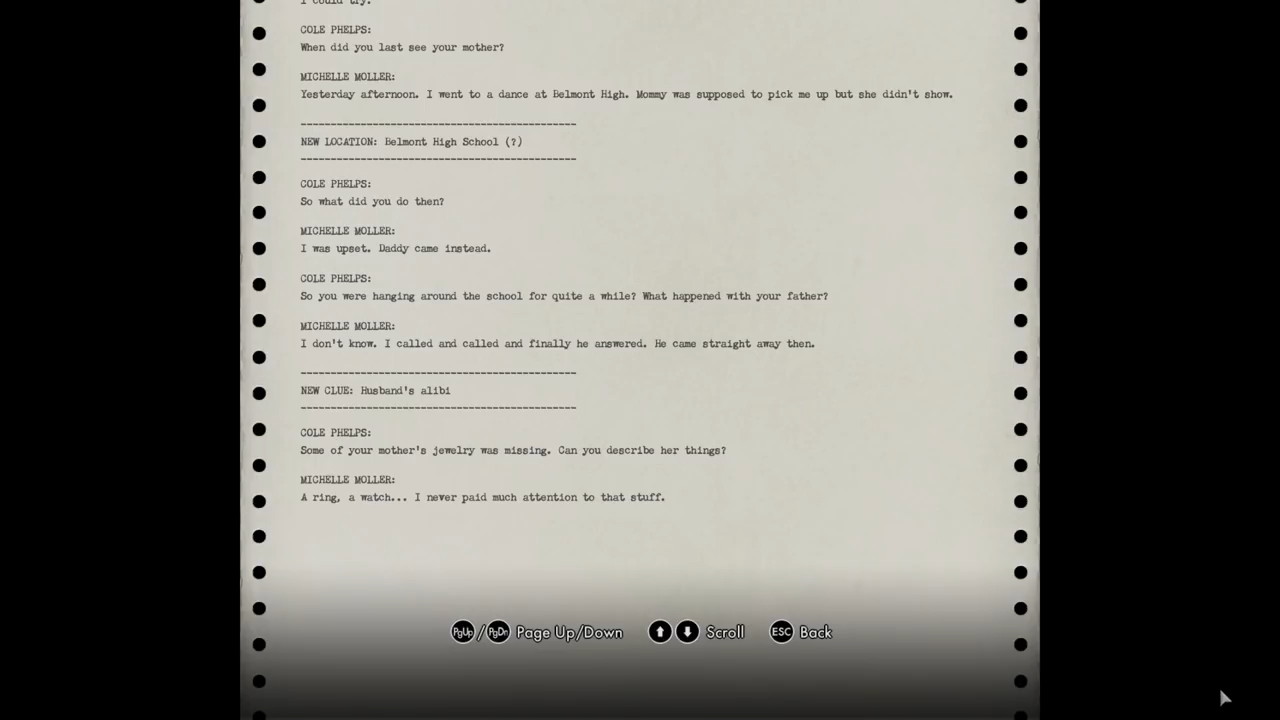 I could try.
COLE PHELPS:
When did you last see your mother?
MICHELLE MOLLER:
Yesterday afternoon. I went to a dance at Belmont High. Mommy was supposed to pick me up but she didn't show.
----------------------------------------------
NEW LOCATION: Belmont High School (?)
----------------------------------------------
COLE PHELPS:
So what did you do then?
MICHELLE MOLLER:
I was upset. Daddy came instead.
COLE PHELPS:
So you were hanging around the school for quite a while? What happened with your father?
MICHELLE MOLLER:
I don't know. I called and called and finally he answered. He came straight away then.
----------------------------------------------
NEW CLUE: Husband's alibi
----------------------------------------------
COLE PHELPS:
Some of your mother's jewelry was missing. Can you describe her things?
MICHELLE MOLLER:
A ring, a watch... I never paid much attention to that stuff.
PgUp/PgDn Page Up/Down ⬆ ⬇ Scroll ESC Back